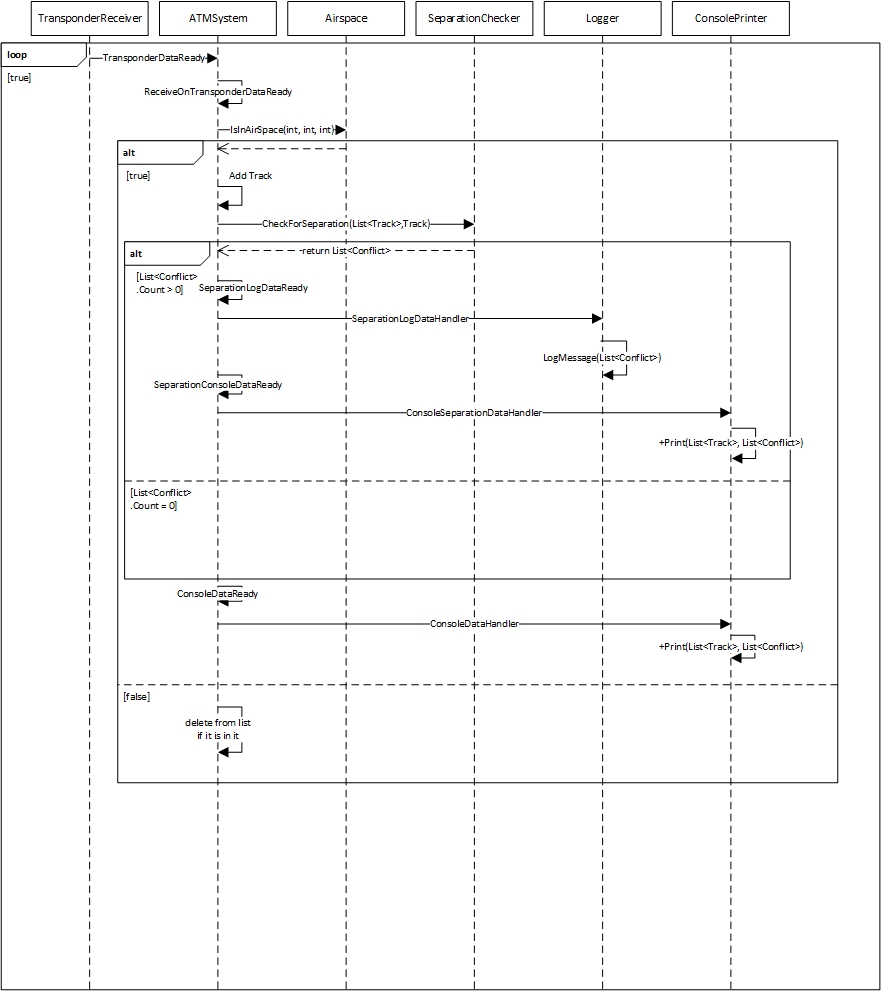 TransponderReceiver
ATMSystem
Airspace
SeparationChecker
Logger
ConsolePrinter
loop
TransponderDataReady
[true]
ReceiveOnTransponderDataReady
IsInAirSpace(int, int, int)
alt
[true]
Add Track
CheckForSeparation(List<Track>,Track)
alt
-return List<Conflict>
[List<Conflict>
.Count > 0]
SeparationLogDataReady
SeparationLogDataHandler
LogMessage(List<Conflict>)
SeparationConsoleDataReady
ConsoleSeparationDataHandler
+Print(List<Track>, List<Conflict>)
[List<Conflict>
.Count = 0]
ConsoleDataReady
ConsoleDataHandler
+Print(List<Track>, List<Conflict>)
[false]
delete from list
if it is in it